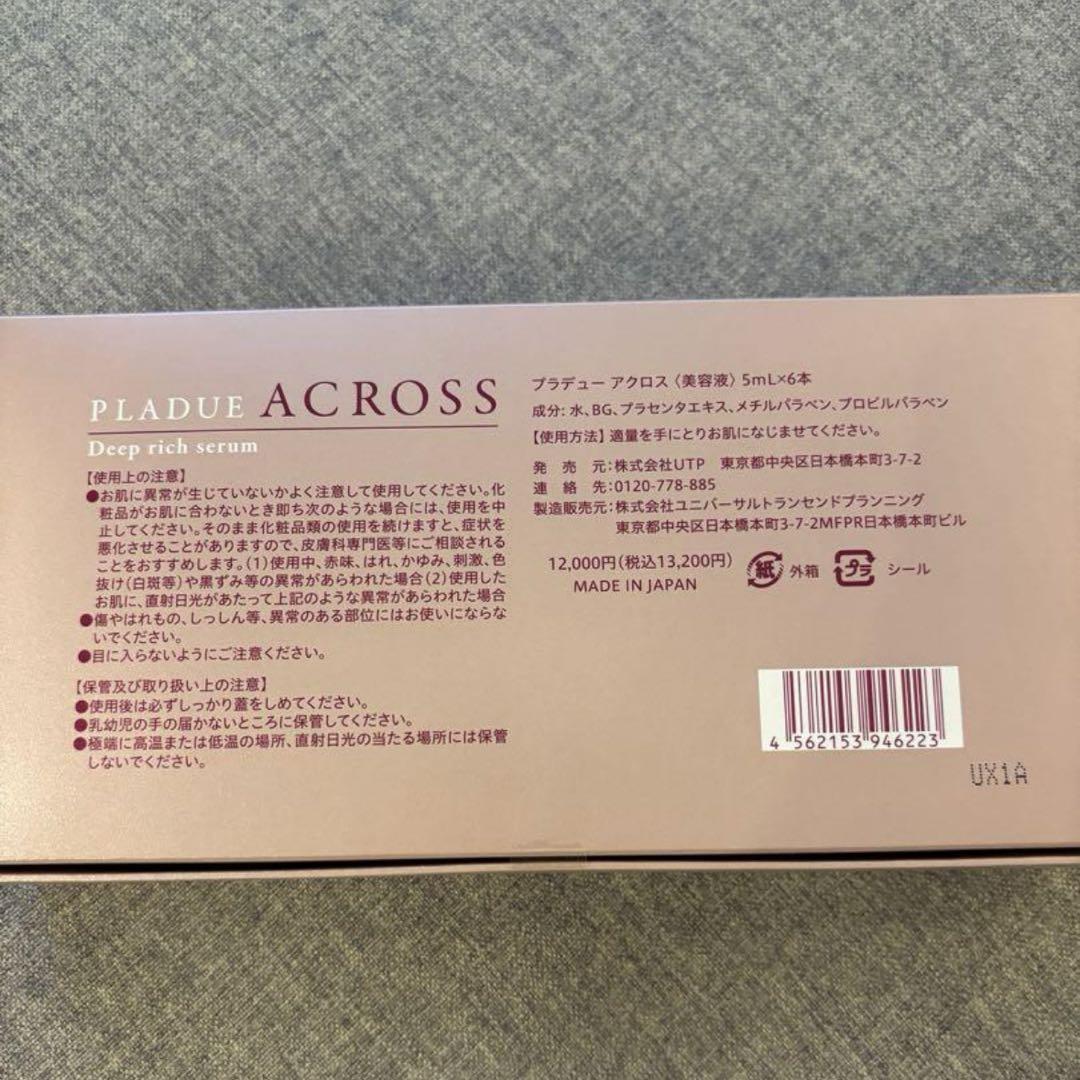 PLADUE ACROSS
Deep rich serum
【使用上の注意】
●お肌に異常が生じていないかよく注意して使用してください。化
粧品がお肌に合わないとき即ち次のような場合には、使用を中
止してください。そのまま化粧品類の使用を続けますと、症状を
悪化させることがありますので、皮膚科専門医等にご相談される
ことをおすすめします。(1)使用中、赤味、はれ、かゆみ、刺激、色
抜け(白斑等)や黒ずみ等の異常があらわれた場合(2)使用した
お肌に、直射日光があたって上記のような異常があらわれた場合
●傷やはれもの、しっしん等、異常のある部位にはお使いにならな
いでください。
●目に入らないようにご注意ください。
【保管及び取り扱い上の注意】
●使用後は必ずしっかり蓋をしめてください。
●乳幼児の手の届かないところに保管してください。
●極端に高温または低温の場所、直射日光の当たる場所には保管
しないでください。
プラデュー アクロス〈美容液〉5mL×6本
成分:水、BG、プラセンタエキス、メチルパラベン、プロピルパラベン
【使用方法】適量を手にとりお肌になじませてください。
発売元:株式会社UTP 東京都中央区日本橋本町3-7-2
連絡先:0120-778-885
製造販売元:株式会社ユニバーサルトランセンドプランニング
東京都中央区日本橋本町3-7-2MFPR日本橋本町ビル
12,000円(税込13,200円) 紙 外箱 プラ シール
MADE IN JAPAN
4 562153 946223
UX1A